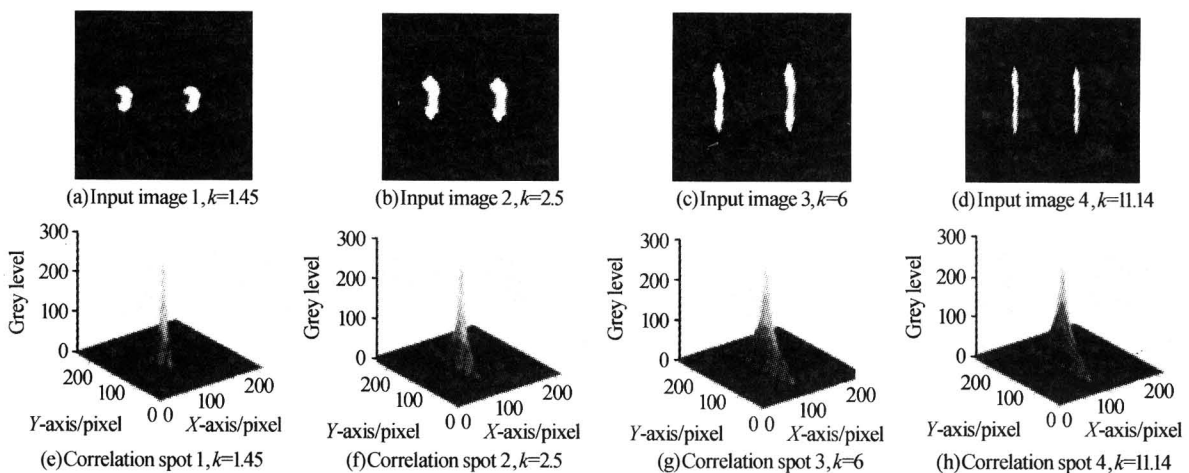 (a)Input image 1,k=1.45
(b)Input image 2,k=2.5
(c)Input image 3,k=6
(d)Input image 4,k=11.14
300
200
100
0
Grey level
200
100
0 0
100
200
Y-axis/pixel
X-axis/pixel
(e)Correlation spot 1,k=1.45
300
200
100
0
Grey level
200
100
0 0
100
200
Y-axis/pixel
X-axis/pixel
(f)Correlation spot 2,k=2.5
300
200
100
0
Grey level
200
100
0 0
100
200
Y-axis/pixel
X-axis/pixel
(g)Correlation spot 3,k=6
300
200
100
0
Grey level
200
100
0 0
100
200
Y-axis/pixel
X-axis/pixel
(h)Correlation spot 4,k=11.14